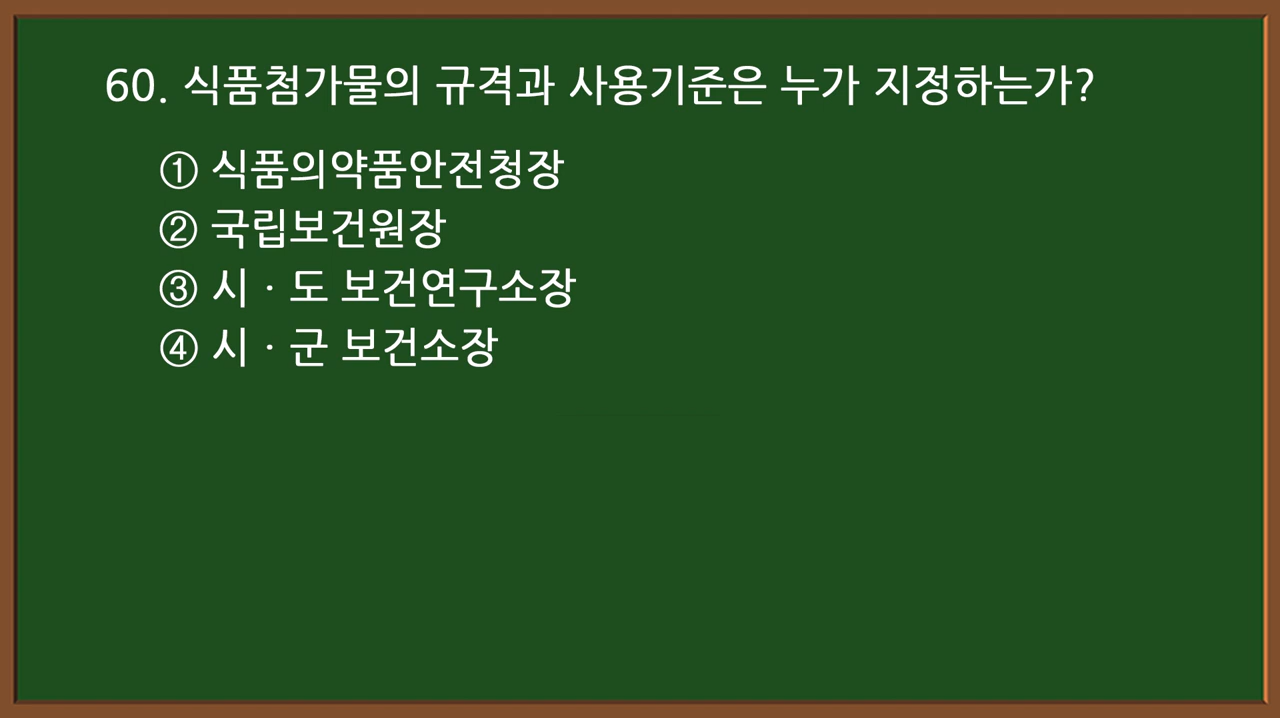 60. 식품첨가물의 규격과 사용기준은 누가 지정하는가?
① 식품의약품안전청장
② 국립보건원장
③ 시ㆍ도 보건연구소장
④ 시ㆍ군 보건소장